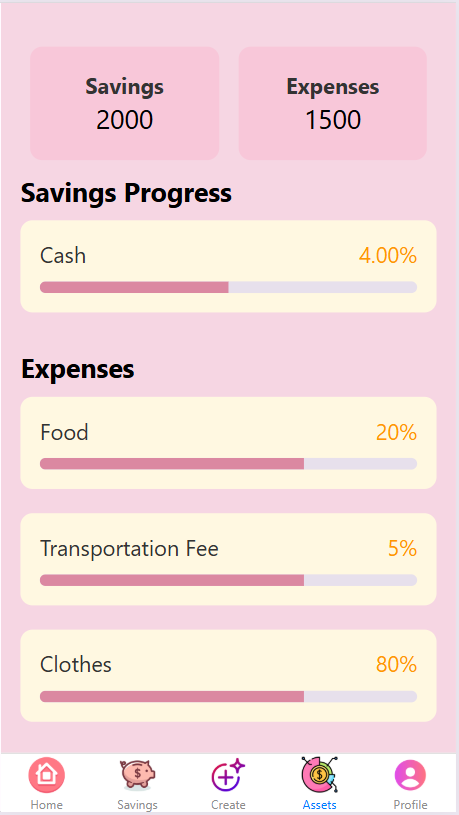 Savings Expenses
2000 1500
Savings Progress
Cash 4.00%
Expenses
Food 20%
Transportation Fee 5%
Clothes 80%
Home Savings Create Assets Profile